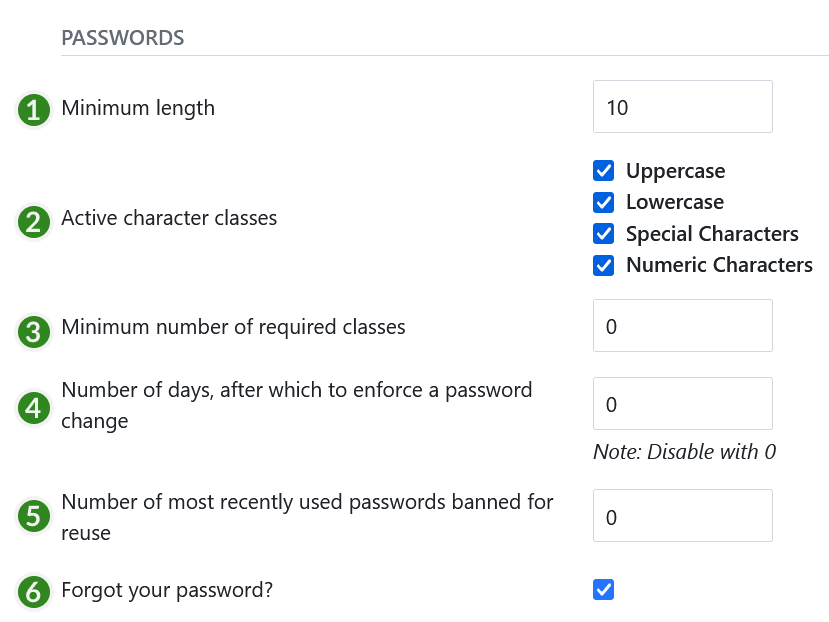 PASSWORDS
1 Minimum length 10
Uppercase
Lowercase
2 Active character classes
Special Characters
Numeric Characters
3 Minimum number of required classes 0
4 Number of days, after which to enforce a password
change
0
Note: Disable with 0
5 Number of most recently used passwords banned for
reuse
0
6 Forgot your password?